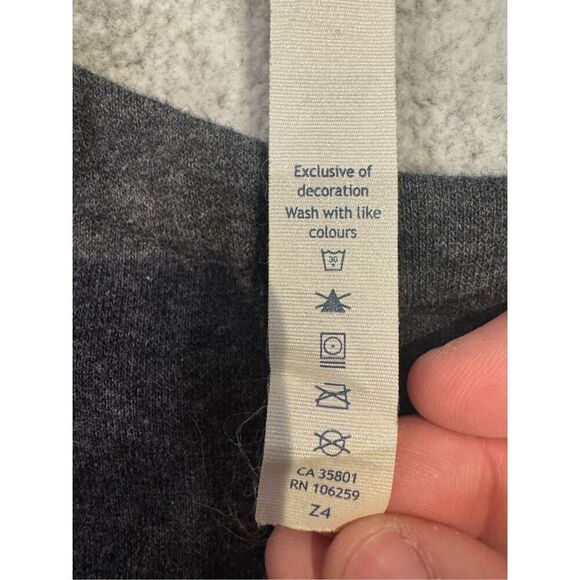 Exclusive of
decoration
Wash with like
colours
30
CA 35801
RN 106259
Z4